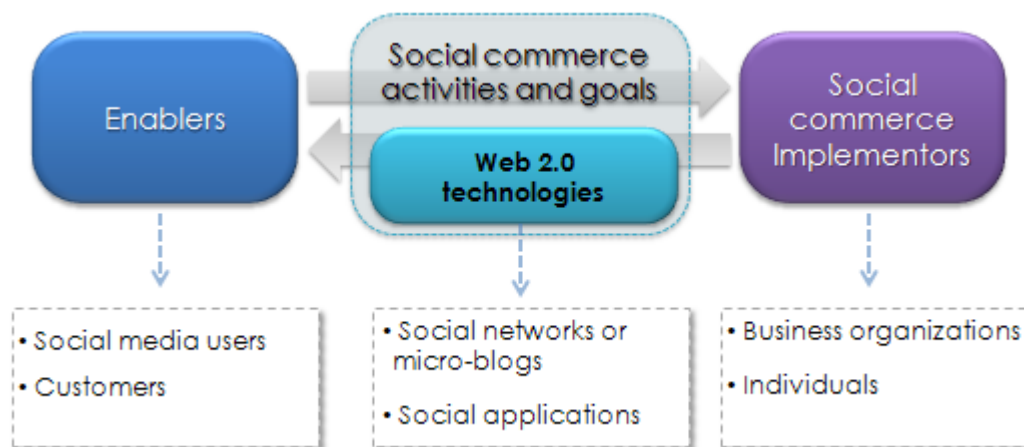 Enablers
Social commerce
activities and goals
Web 2.0
technologies
Social
commerce
Implementors
• Social media users
• Customers
• Social networks or
micro-blogs
• Social applications
• Business organizations
• Individuals